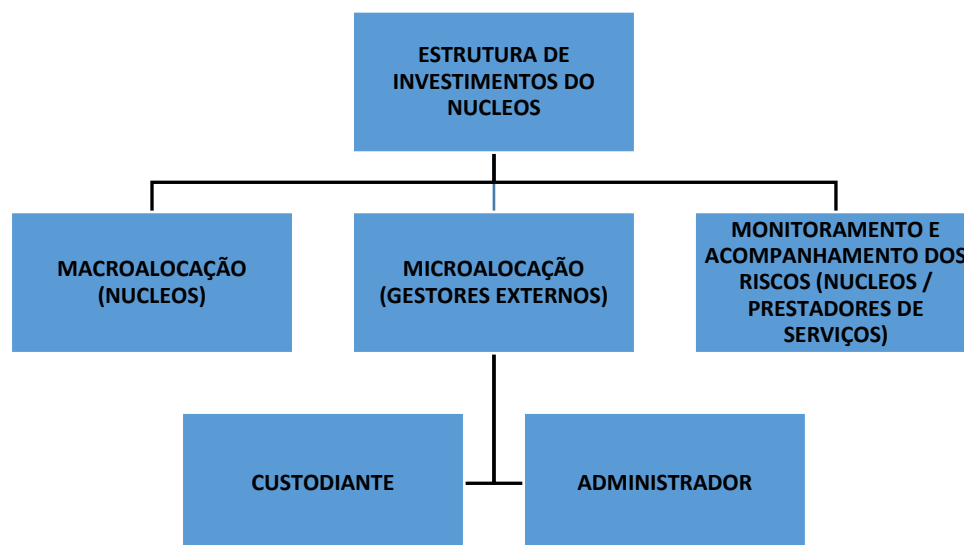 ESTRUTURA DE
INVESTIMENTOS DO
NUCLEOS
MACROALOCAÇÃO
(NUCLEOS)
MICROALOCAÇÃO
(GESTORES EXTERNOS)
MONITORAMENTO E
ACOMPANHAMENTO DOS
RISCOS (NUCLEOS /
PRESTADORES DE
SERVIÇOS)
CUSTODIANTE
ADMINISTRADOR